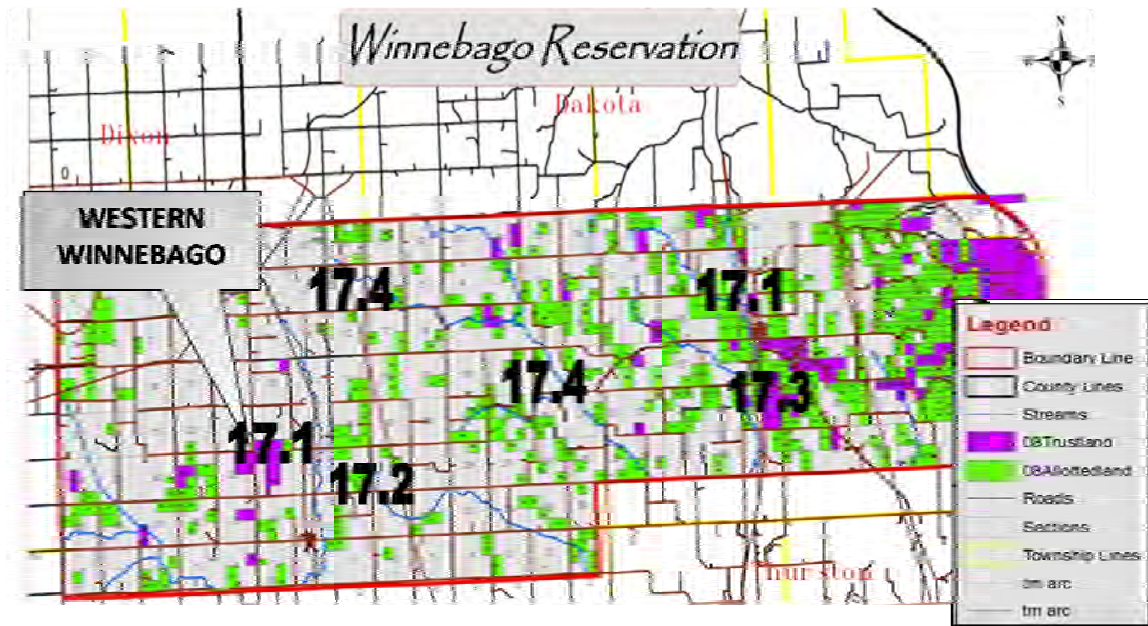 Winnebago Reservation
N
S
Dakota
Dixon
0
WESTERN
WINNEBAGO
17.4
17.1
17.4
17.3
17.1
17.2
Legend
Boundary Line
County Lines
Streams
08Trustland
08Allottedland
Roads
Sections
Township Lines
tm arc
tm arc
Thurston